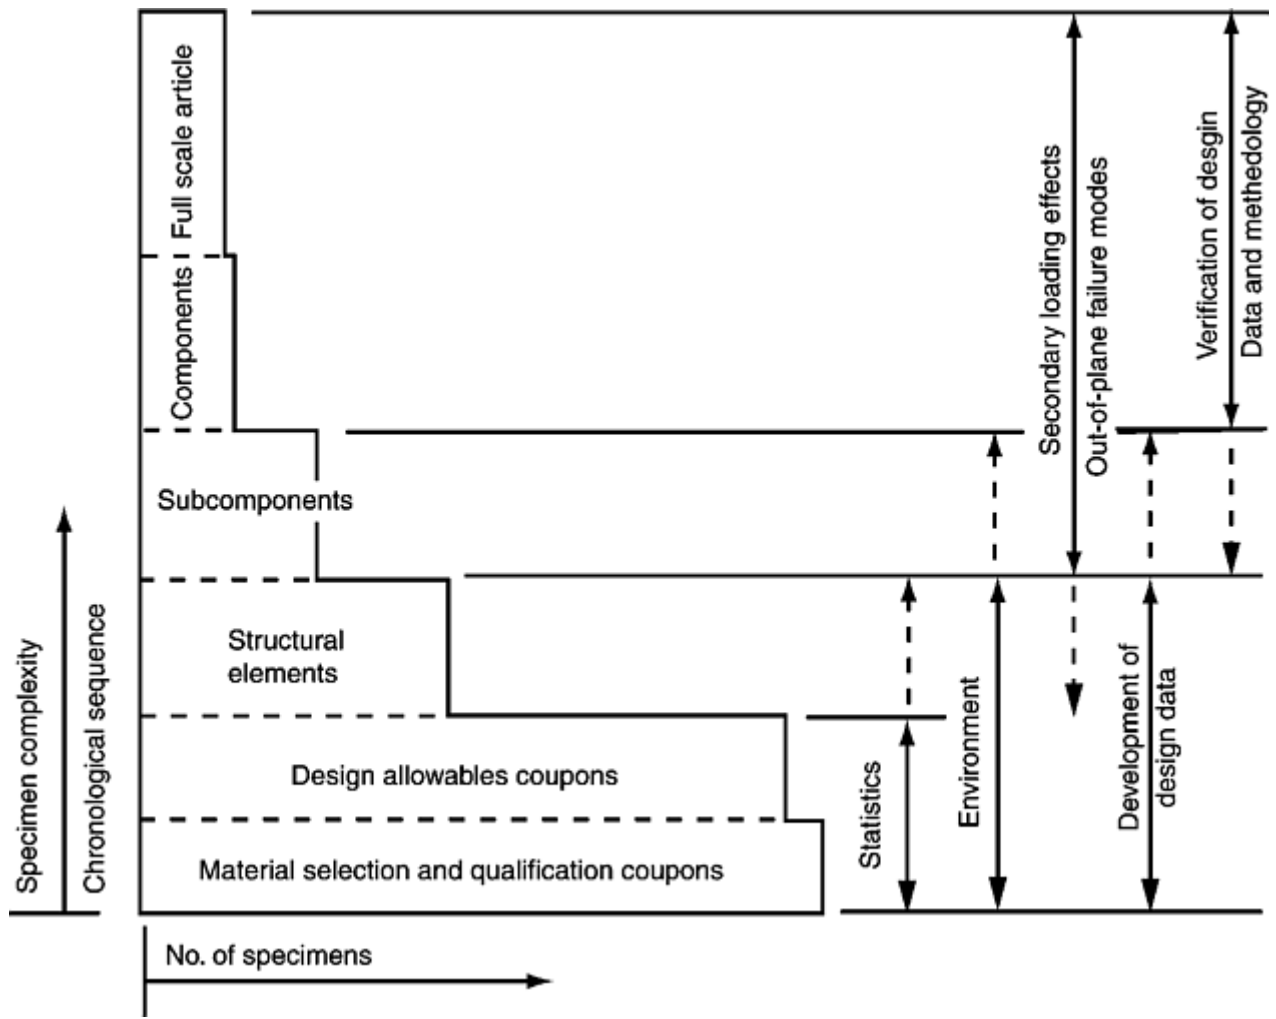 Full scale article
Components
Subcomponents
Structural
elements
Design allowables coupons
Material selection and qualification coupons
Specimen complexity
Chronological sequence
No. of specimens
Statistics
Environment
Secondary loading effects
Out-of-plane failure modes
Development of
design data
Verification of desgin
Data and methedology